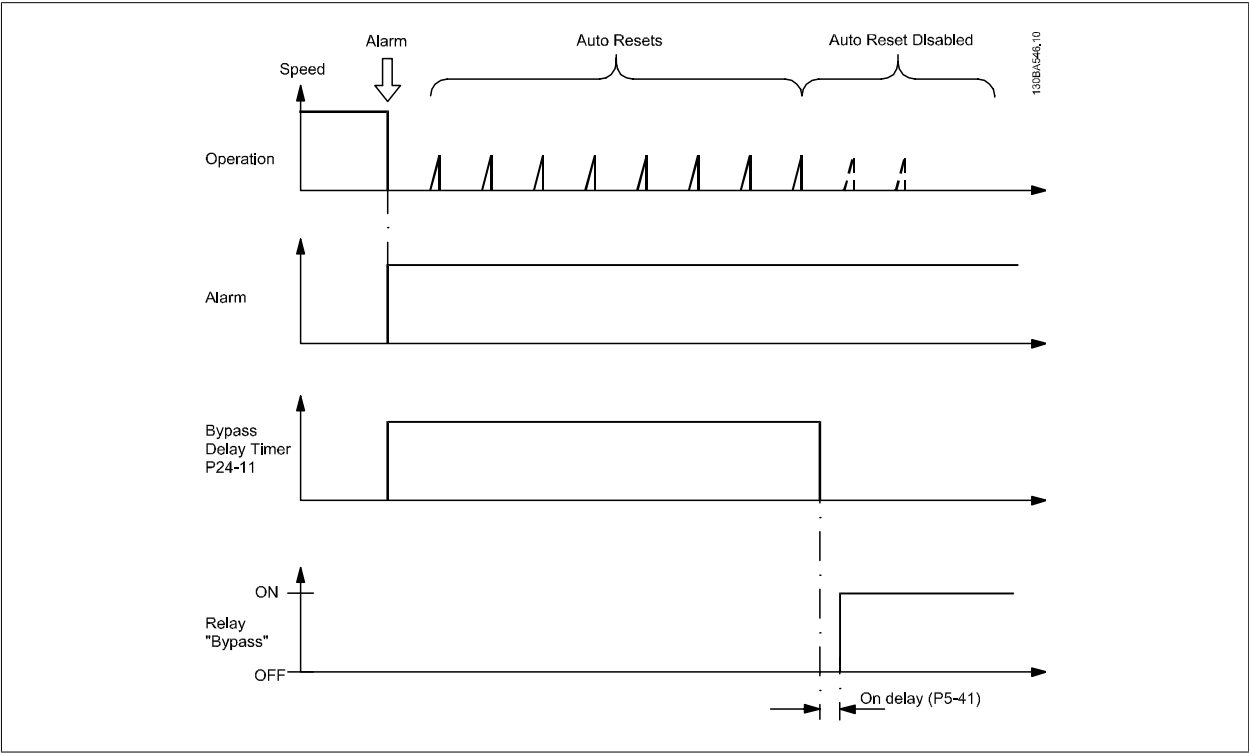 Alarm
Auto Resets
Auto Reset DIsabled
130BA546.10
Speed
Operation
Alarm
Bypass
Delay Timer
P24-11
ON
Relay
"Bypass"
OFF
On delay (P5-41)